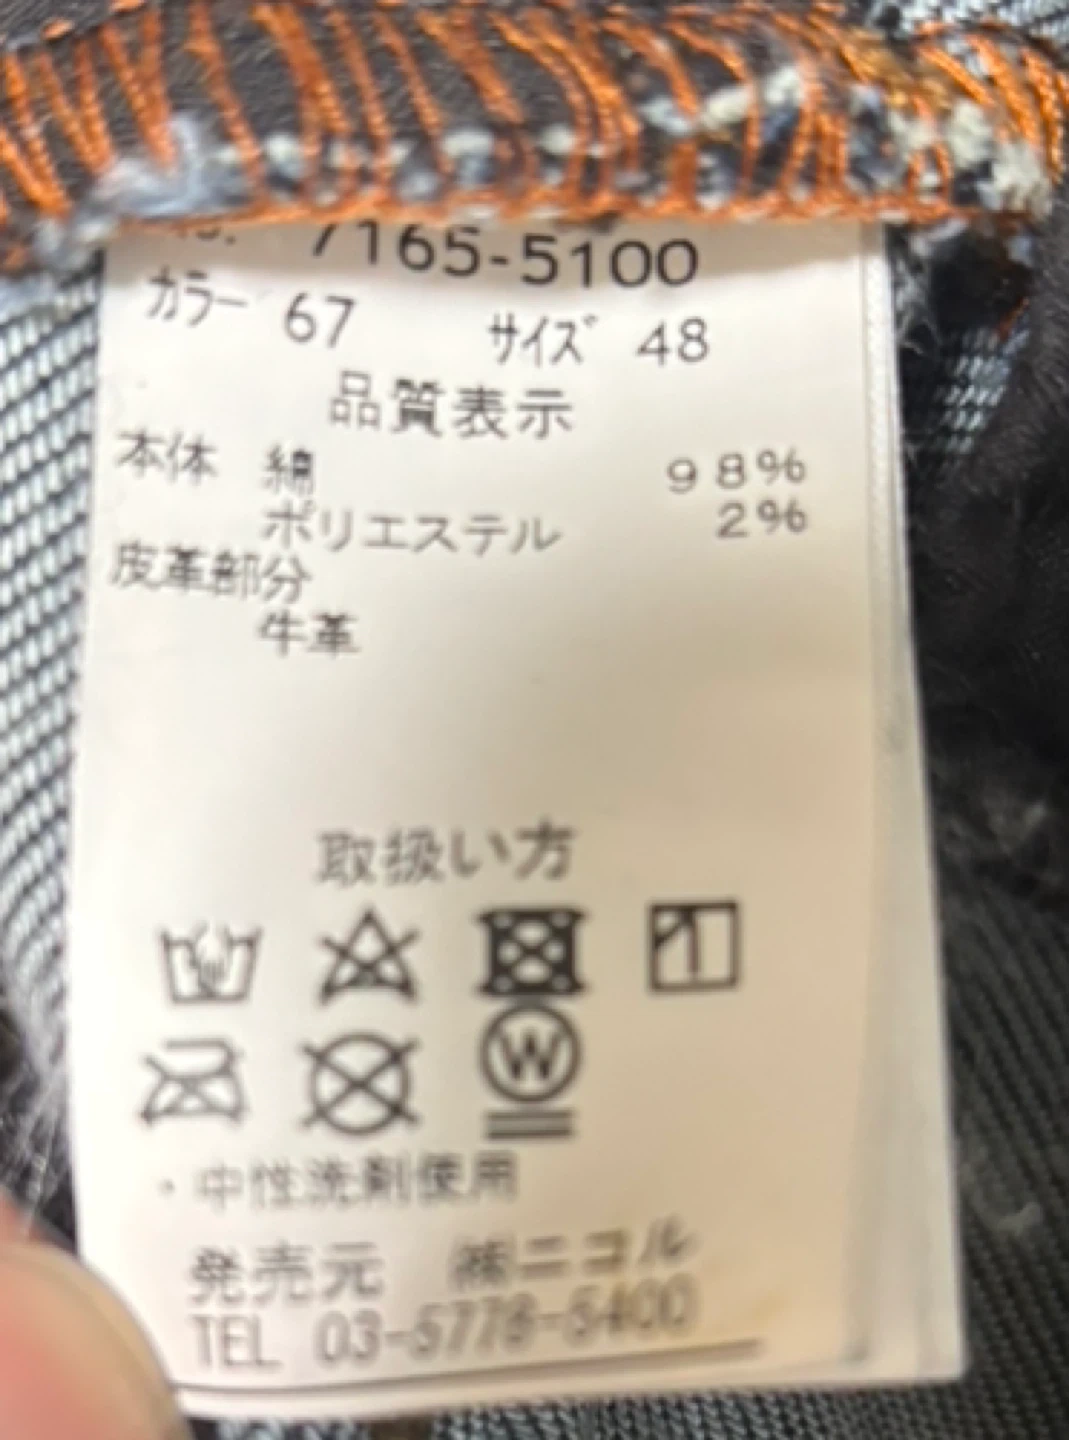 No. 7165-5100
カラー 67 サイズ 48
品質表示
本体 綿 98%
ポリエステル 2%
皮革部分
牛革
取扱い方
W
・中性洗剤使用
発売元 ㈱ニコル
TEL 03-5778-5400